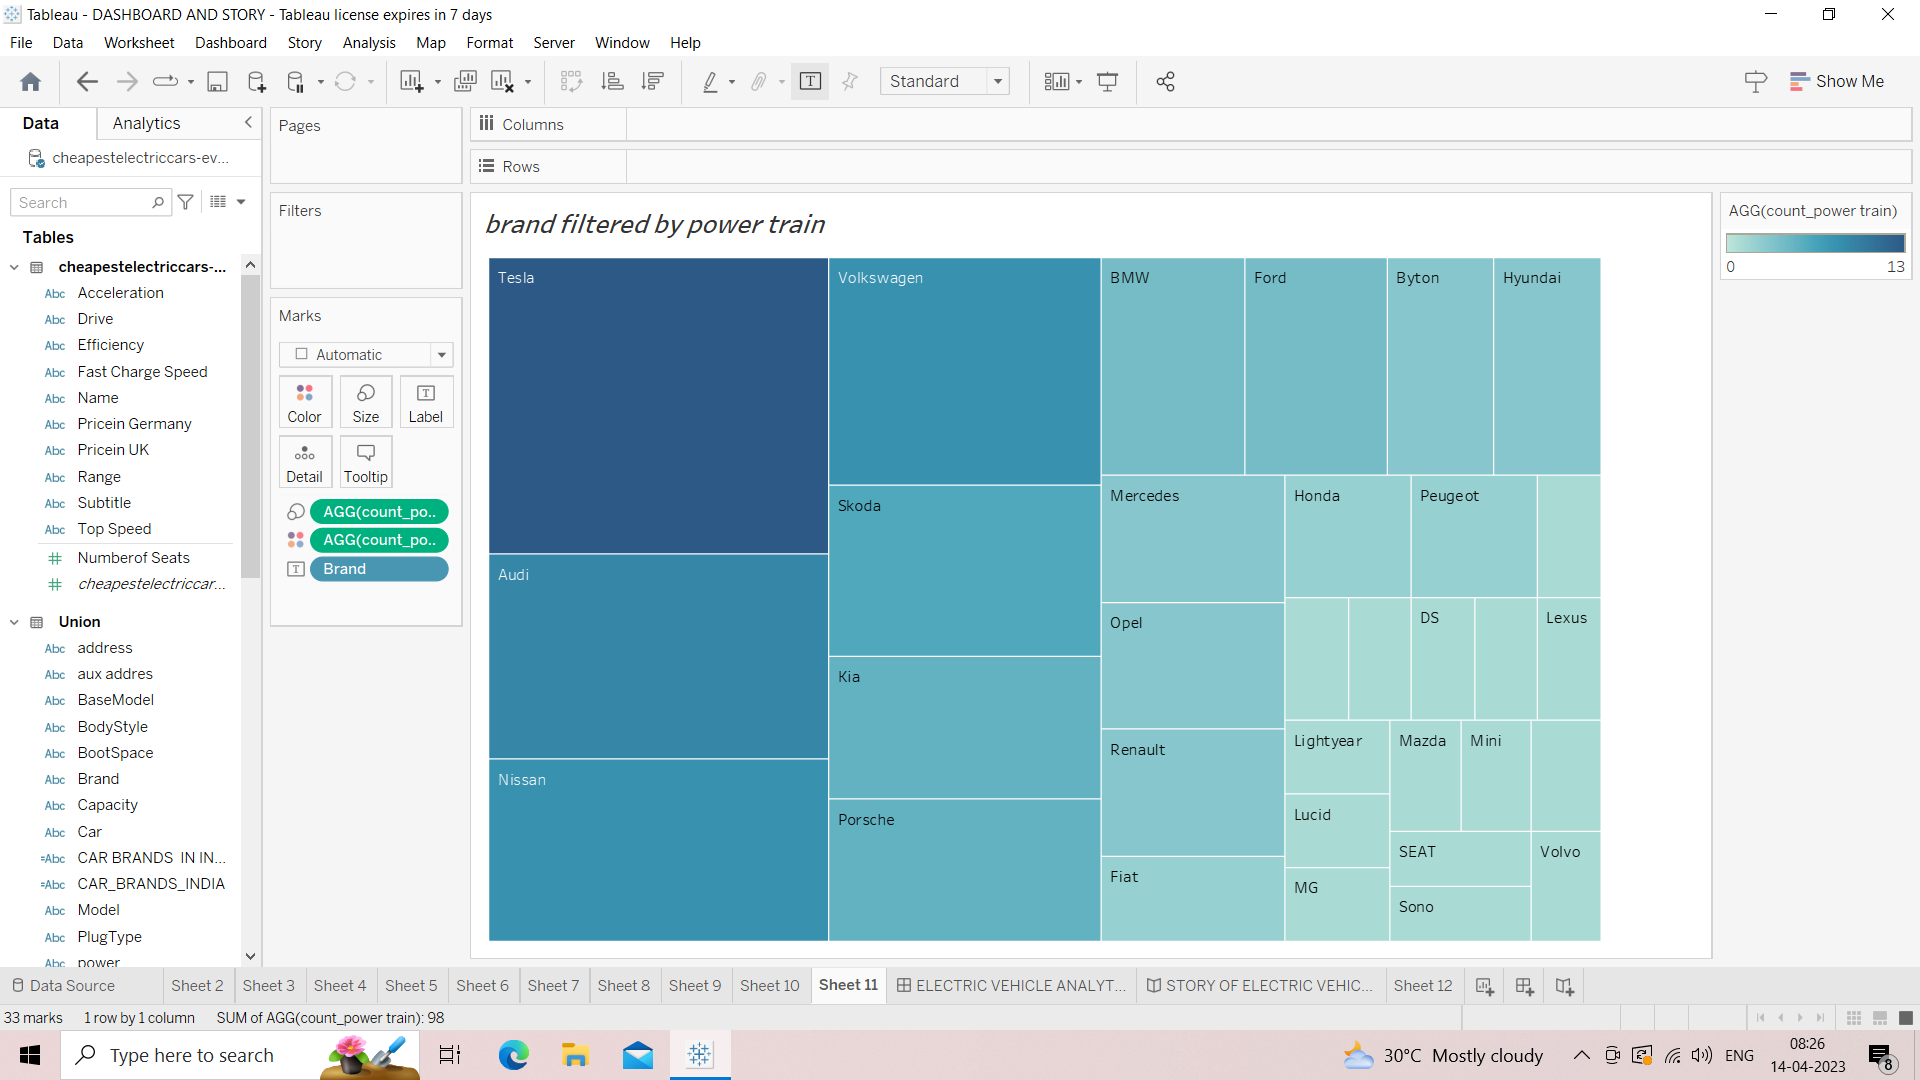 Tableau - DASHBOARD AND STORY - Tableau license expires in 7 days
File Data Worksheet Dashboard Story Analysis Map Format Server Window Help
Standard
Show Me
Data Analytics
cheapestelectriccars-ev...
Search
Tables
cheapestelectriccars-...
Abc Acceleration
Abc Drive
Abc Efficiency
Abc Fast Charge Speed
Abc Name
Abc Pricein Germany
Abc Pricein UK
Abc Range
Abc Subtitle
Abc Top Speed
# Numberof Seats
# cheapestelectriccar...
Union
Abc address
Abc aux addres
Abc BaseModel
Abc BodyStyle
Abc BootSpace
Abc Brand
Abc Capacity
Abc Car
=Abc CAR BRANDS IN IN...
=Abc CAR_BRANDS_INDIA
Abc Model
Abc PlugType
Abc power
Pages
Filters
Marks
Automatic
Color Size Label
Detail Tooltip
AGG(count_po..
AGG(count_po..
Brand
Columns
Rows
brand filtered by power train
Tesla
Audi
Nissan
Volkswagen
Skoda
Kia
Porsche
BMW Ford Byton Hyundai
Mercedes
Opel
Renault
Fiat
Honda Peugeot
DS Lexus
Lightyear Mazda Mini
Lucid
MG
SEAT Volvo
Sono
AGG(count_power train)
0 13
Data Source Sheet 2 Sheet 3 Sheet 4 Sheet 5 Sheet 6 Sheet 7 Sheet 8 Sheet 9 Sheet 10 Sheet 11 ELECTRIC VEHICLE ANALYT... STORY OF ELECTRIC VEHIC... Sheet 12
33 marks 1 row by 1 column SUM of AGG(count_power train): 98
Type here to search
30°C Mostly cloudy
ENG
08:26
14-04-2023
8